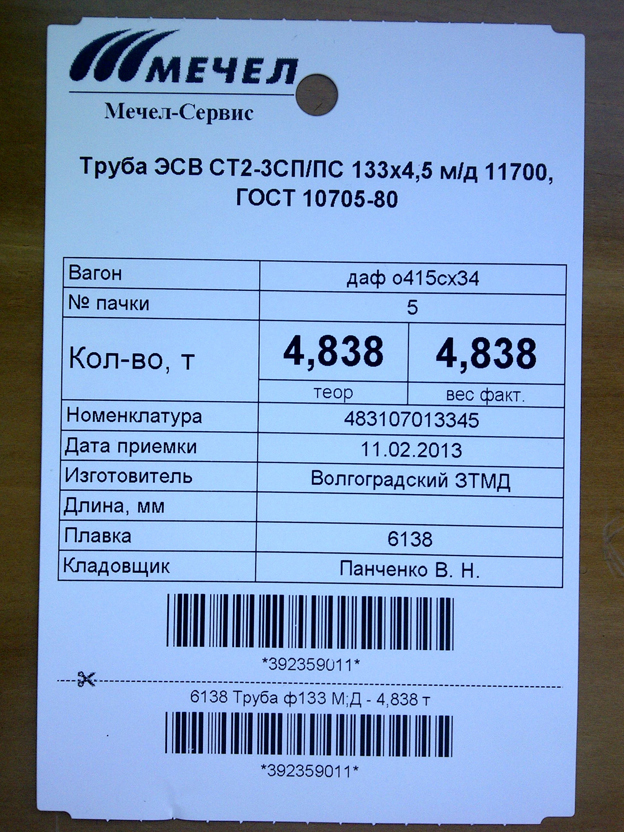 МЕЧЕЛ
Мечел-Сервис
Труба ЭСВ СТ2-3СП/ПС 133х4,5 м/д 11700,
ГОСТ 10705-80
Вагон даф о415сх34
№ пачки 5
Кол-во, т 4,838 4,838
теор вес факт.
Номенклатура 483107013345
Дата приемки 11.02.2013
Изготовитель Волгоградский ЗТМД
Длина, мм
Плавка 6138
Кладовщик Панченко В. Н.
*392359011*
6138 Труба ф133 М;Д - 4,838 т
*392359011*